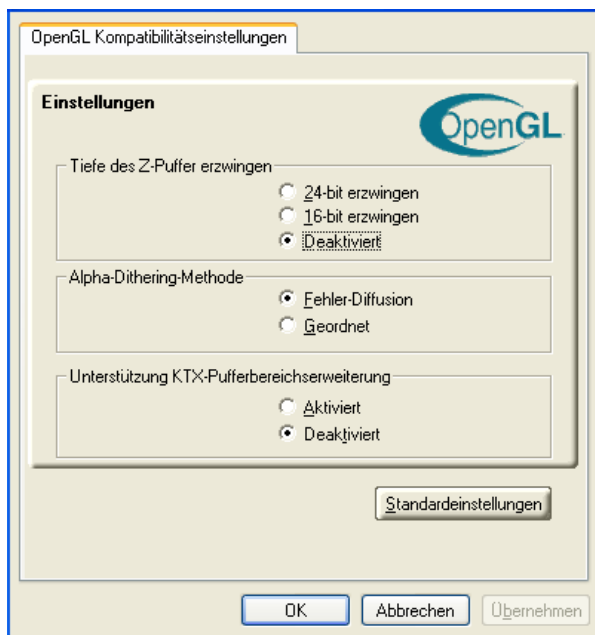 OpenGL Kompatibilitätseinstellungen
Einstellungen
OpenGL
Tiefe des Z-Puffer erzwingen
24-bit erzwingen
16-bit erzwingen
Deaktiviert
Alpha-Dithering-Methode
Fehler-Diffusion
Geordnet
Unterstützung KTX-Pufferbereichserweiterung
Aktiviert
Deaktiviert
Standardeinstellungen
OK Abbrechen Übernehmen